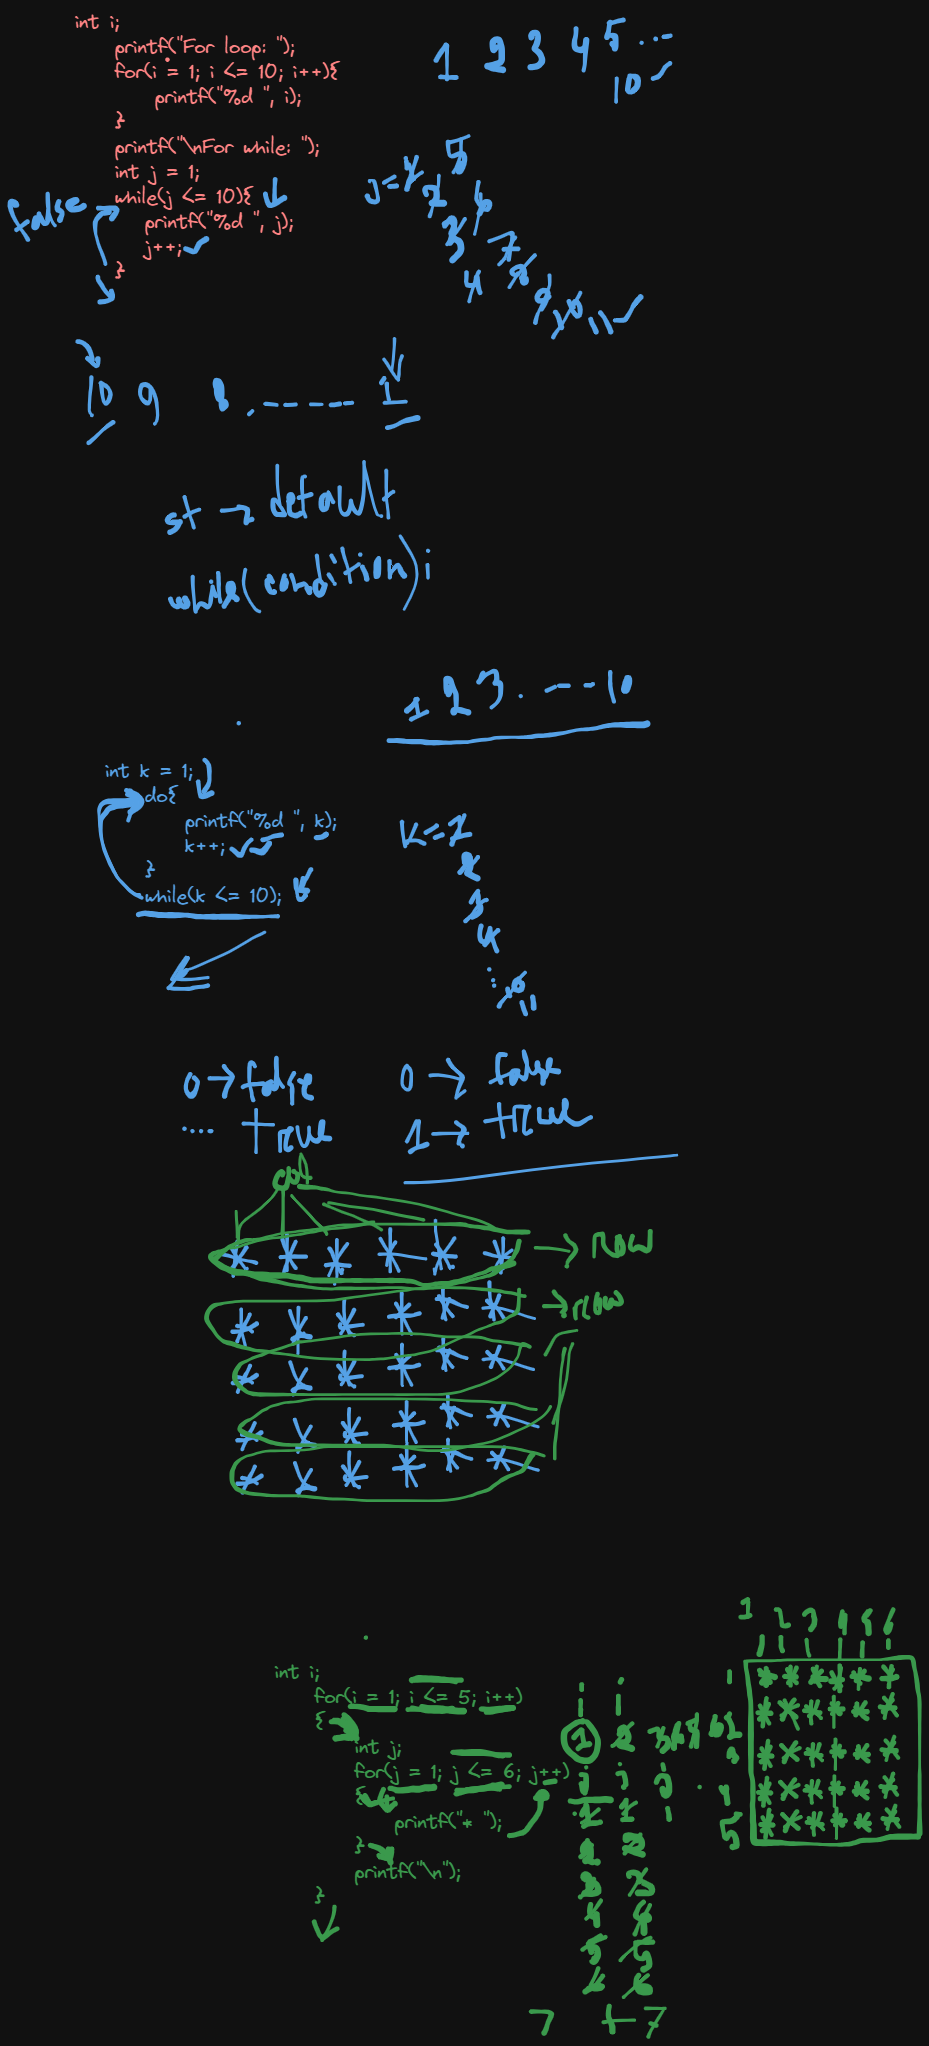 int i;
printf("For loop: ");
for(i = 1; i <= 10; i++){
printf("%d ", i);
}
1 2 3 4 5 ...
10
printf("\nFor while: ");
int j = 1;
while(j <= 10){
printf("%d ", j);
j++;
}
false
j = 1
2
3
4
5
6
7
8
9
10
11
10 9 8 . ----- 1
st → default
while(condition);
1 2 3 . --- 10
int k = 1;
do{
printf("%d ", k);
k++;
}
while(k <= 10);
k = 1
2
3
4
...
10
11
0 → false
.... true
0 → false
1 → true
col
* * * * * * → Row
* * * * * * → row
* * * * * *
* * * * * *
* * * * * *
int i;
for(i = 1; i <= 5; i++)
{
int j;
for(j = 1; j <= 6; j++)
{
printf("* ");
}
printf("\n");
}
i i
1 2 3 4 5 6
j j j
1 1 1
2 2
3 3
4 4
5 5
6 6
7 7
1 2 3 4 5 6
1 * * * * * *
2 * * * * * *
* * * * * *
4 * * * * * *
5 * * * * * *